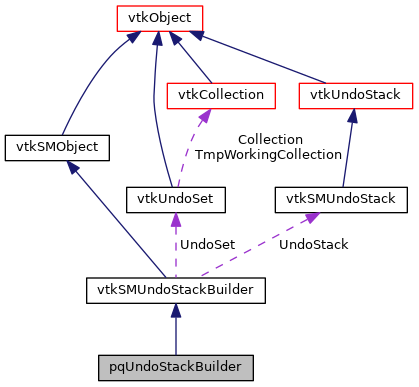 vtkObject
vtkCollection
vtkUndoStack
Collection
TmpWorkingCollection
vtkSMObject
vtkUndoSet
vtkSMUndoStack
UndoSet
UndoStack
vtkSMUndoStackBuilder
pqUndoStackBuilder